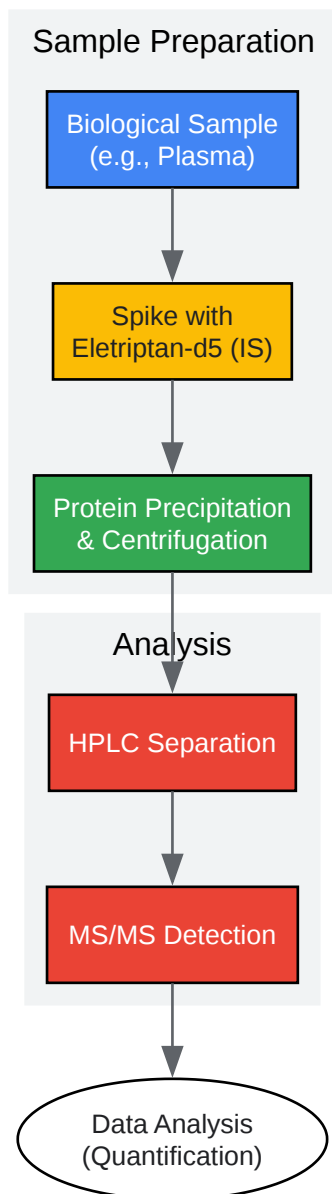 Sample Preparation
Biological Sample
(e.g., Plasma)
Spike with
Eletriptan-d5 (IS)
Protein Precipitation
& Centrifugation
Analysis
HPLC Separation
MS/MS Detection
Data Analysis
(Quantification)